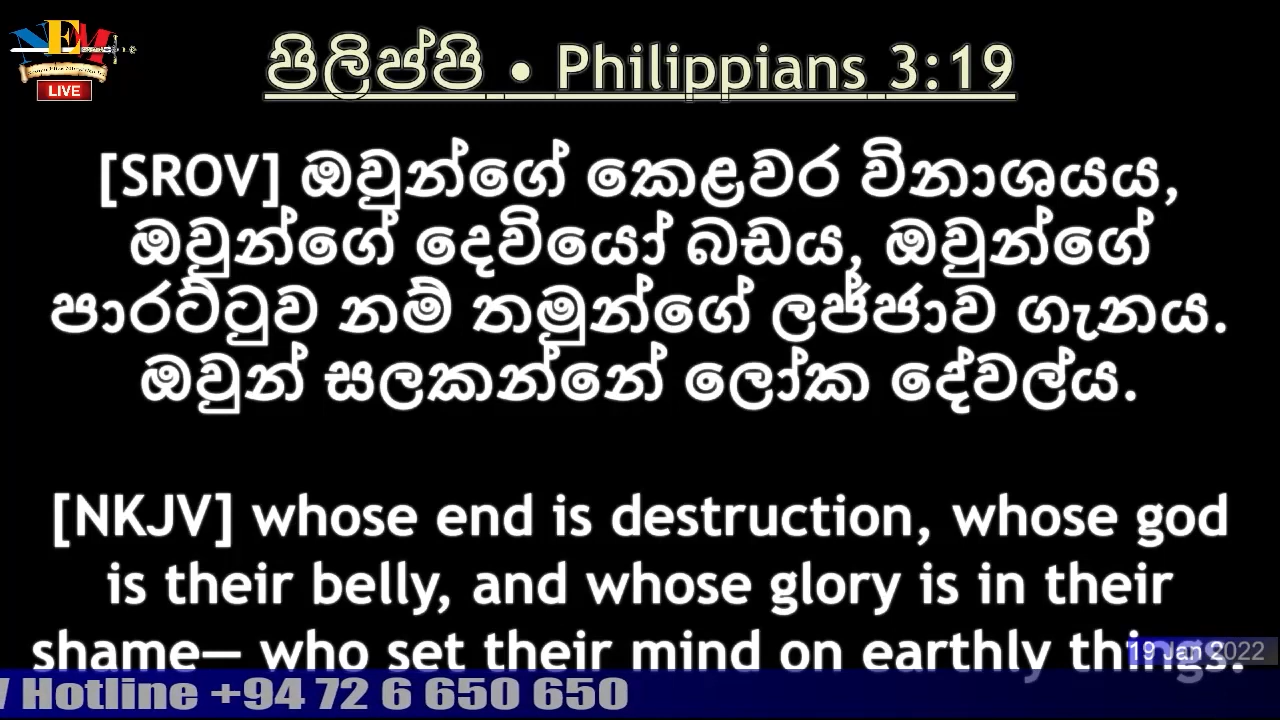 NEM
LIVE
පිලිප්පි • Philippians 3:19
[SROV] ඔවුන්ගේ කෙළවර විනාශයය,
ඔවුන්ගේ දෙවියෝ බඩය, ඔවුන්ගේ
පාරට්ටුව නම් තමුන්ගේ ලජ්ජාව ගැනය.
ඔවුන් සලකන්නේ ලෝක දේවල්ය.
[NKJV] whose end is destruction, whose god
is their belly, and whose glory is in their
shame— who set their mind on earthly things.
19 Jan 2022
Hotline +94 72 6 650 650